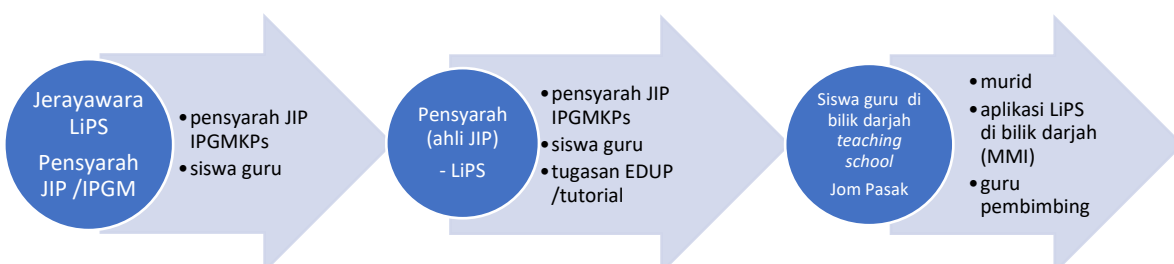 Jerayawara
LiPS
Pensyarah
JIP /IPGM
•pensyarah JIP
IPGMKPs
•siswa guru
Pensyarah
(ahli JIP)
- LiPS
•pensyarah JIP
IPGMKPs
•siswa guru
•tugasan EDUP
/tutorial
Siswa guru di
bilik darjah
teaching
school
Jom Pasak
•murid
•aplikasi LiPS
di bilik darjah
(MMI)
•guru
pembimbing